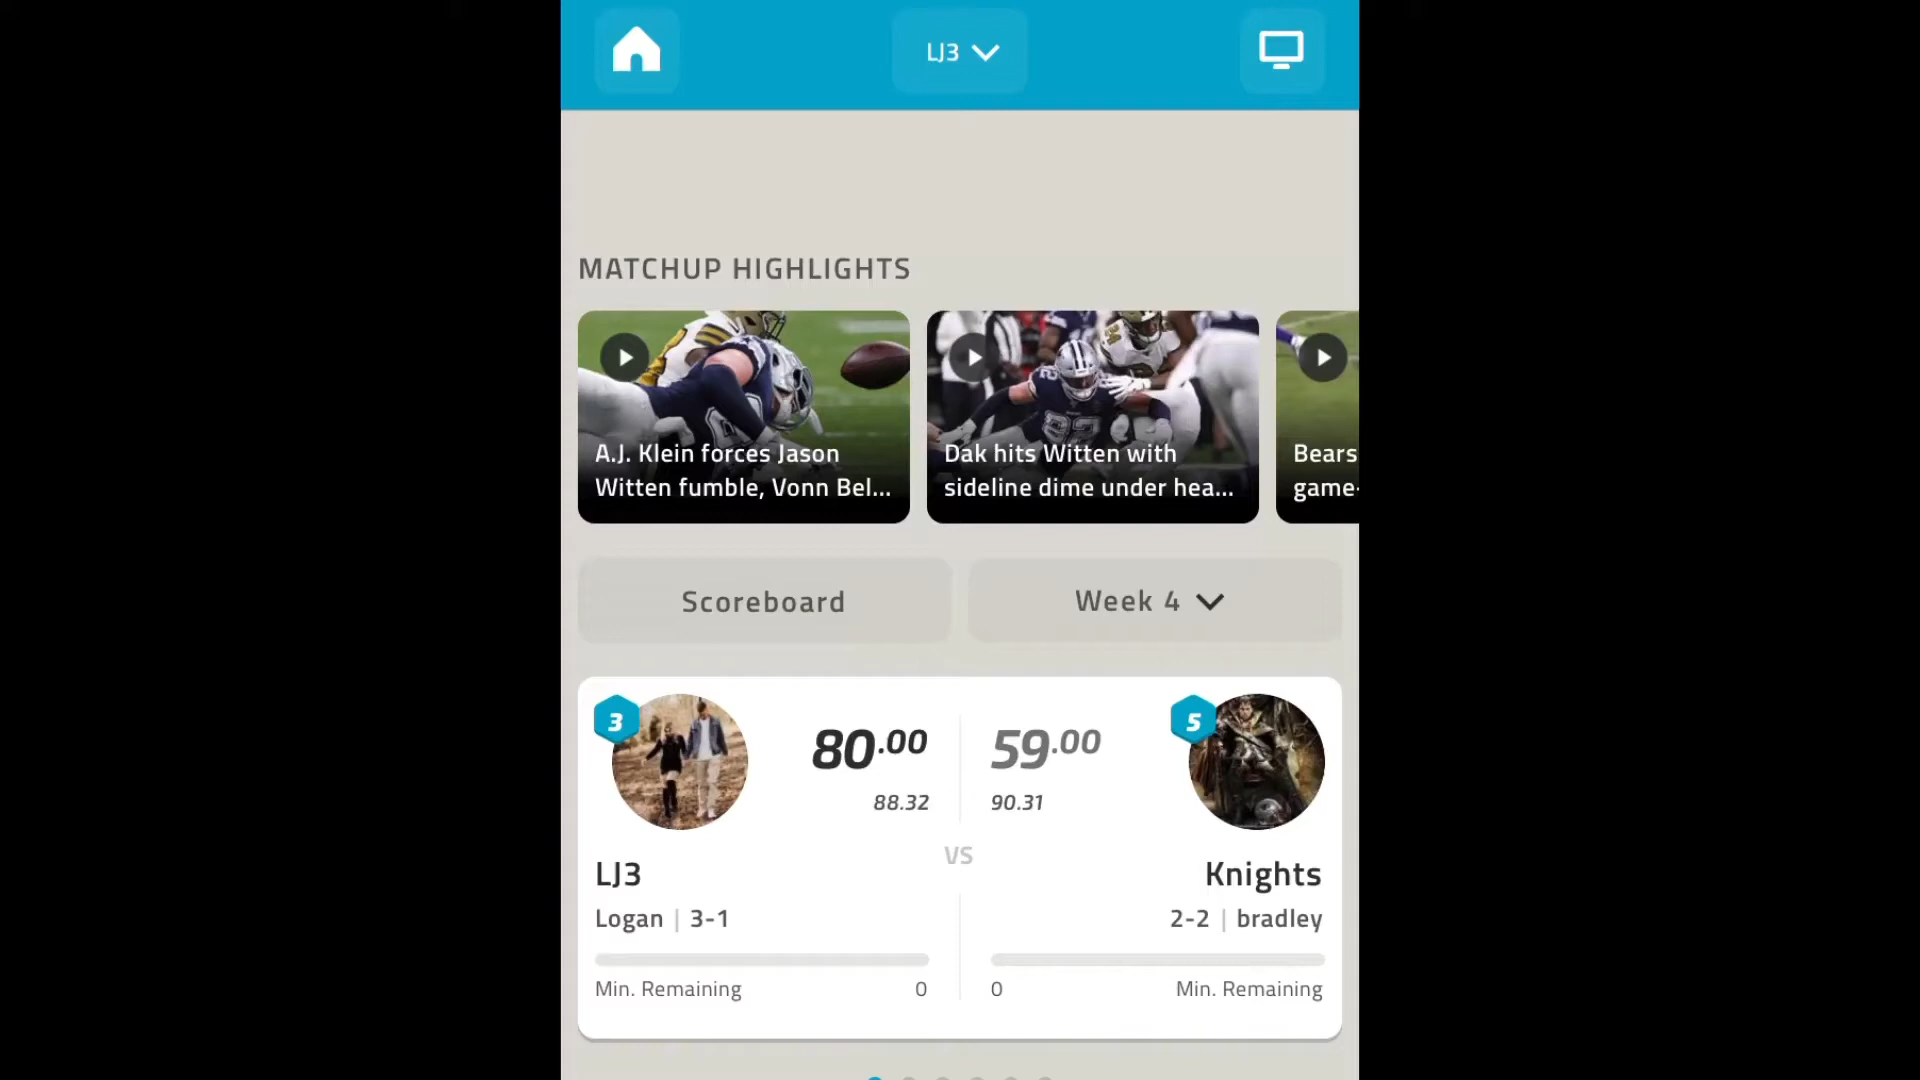 LJ3
MATCHUP HIGHLIGHTS
A.J. Klein forces Jason
Witten fumble, Vonn Bel...
Dak hits Witten with
sideline dime under hea...
Bears
game-
Scoreboard
Week 4
3
80.00
59.00
5
88.32
90.31
VS
LJ3
Knights
Logan | 3-1
2-2 | bradley
Min. Remaining 0
0 Min. Remaining